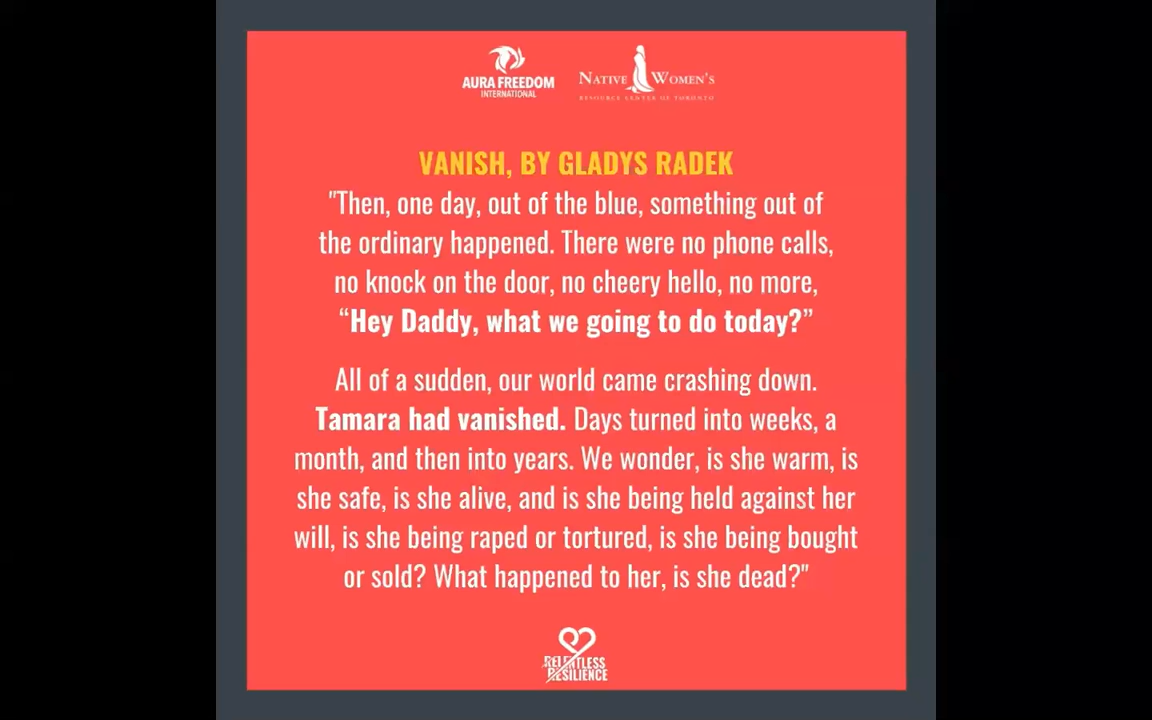 AURA FREEDOM
INTERNATIONAL
NATIVE WOMEN'S
RESOURCE CENTRE OF TORONTO
VANISH, BY GLADYS RADEK
"Then, one day, out of the blue, something out of
the ordinary happened. There were no phone calls,
no knock on the door, no cheery hello, no more,
“Hey Daddy, what we going to do today?”
All of a sudden, our world came crashing down.
Tamara had vanished. Days turned into weeks, a
month, and then into years. We wonder, is she warm, is
she safe, is she alive, and is she being held against her
will, is she being raped or tortured, is she being bought
or sold? What happened to her, is she dead?"
RELENTLESS
RESILIENCE